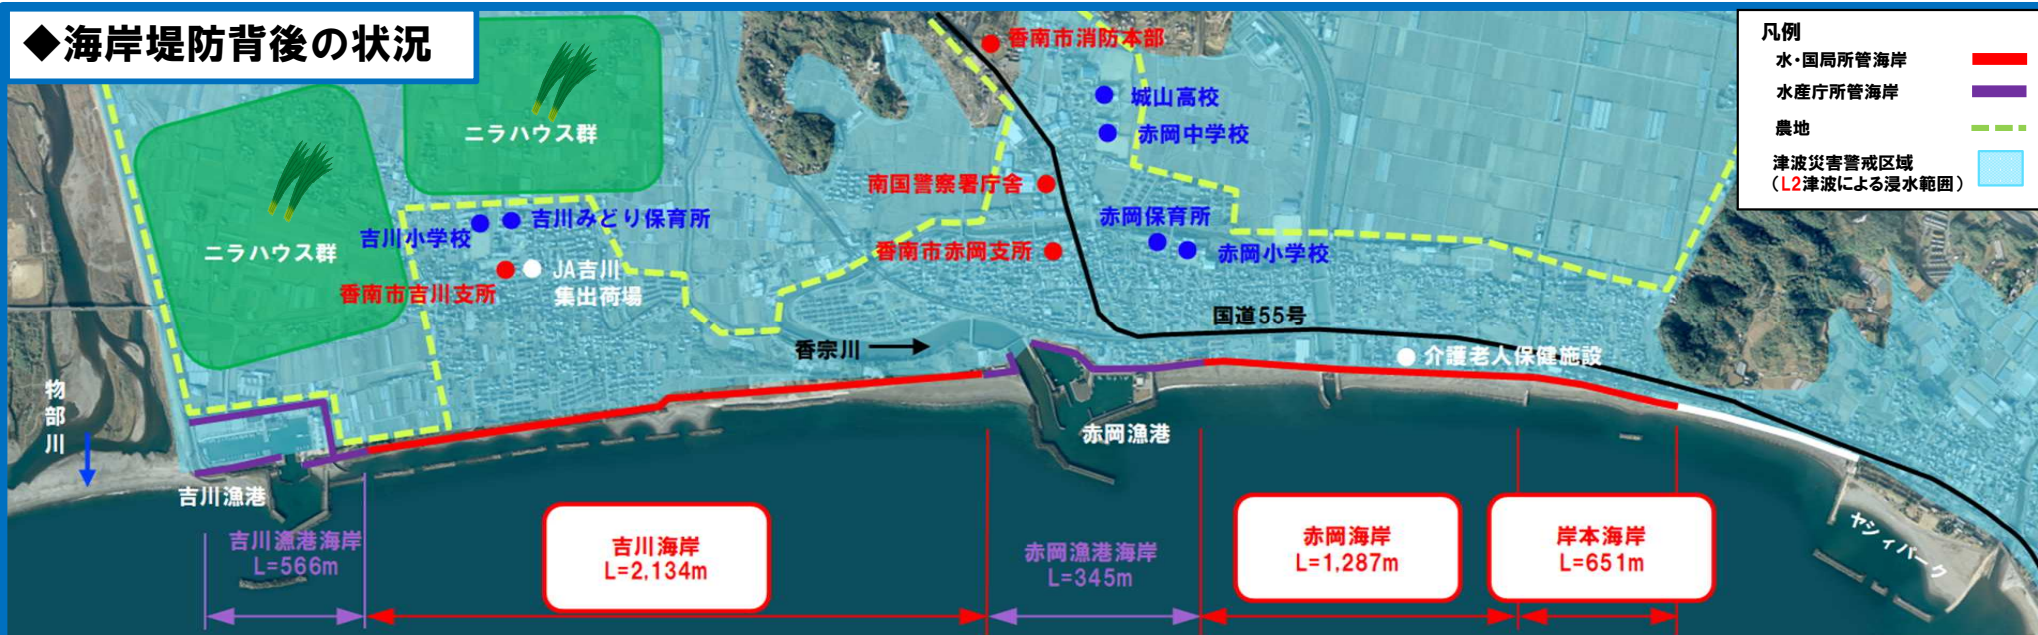 ◆海岸堤防背後の状況
凡例
水・国局所管海岸
水産庁所管海岸
農地
津波災害警戒区域
（L2津波による浸水範囲）
香南市消防本部
城山高校
赤岡中学校
ニラハウス群
南国警察署庁舎
赤岡保育所
吉川みどり保育所
吉川小学校
ニラハウス群
香南市赤岡支所
赤岡小学校
JA吉川
集出荷場
香南市吉川支所
国道55号
香宗川
介護老人保健施設
物部川
赤岡漁港
吉川漁港
ヤシィパーク
吉川漁港海岸
L=566m
吉川海岸
L=2,134m
赤岡漁港海岸
L=345m
赤岡海岸
L=1,287m
岸本海岸
L=651m